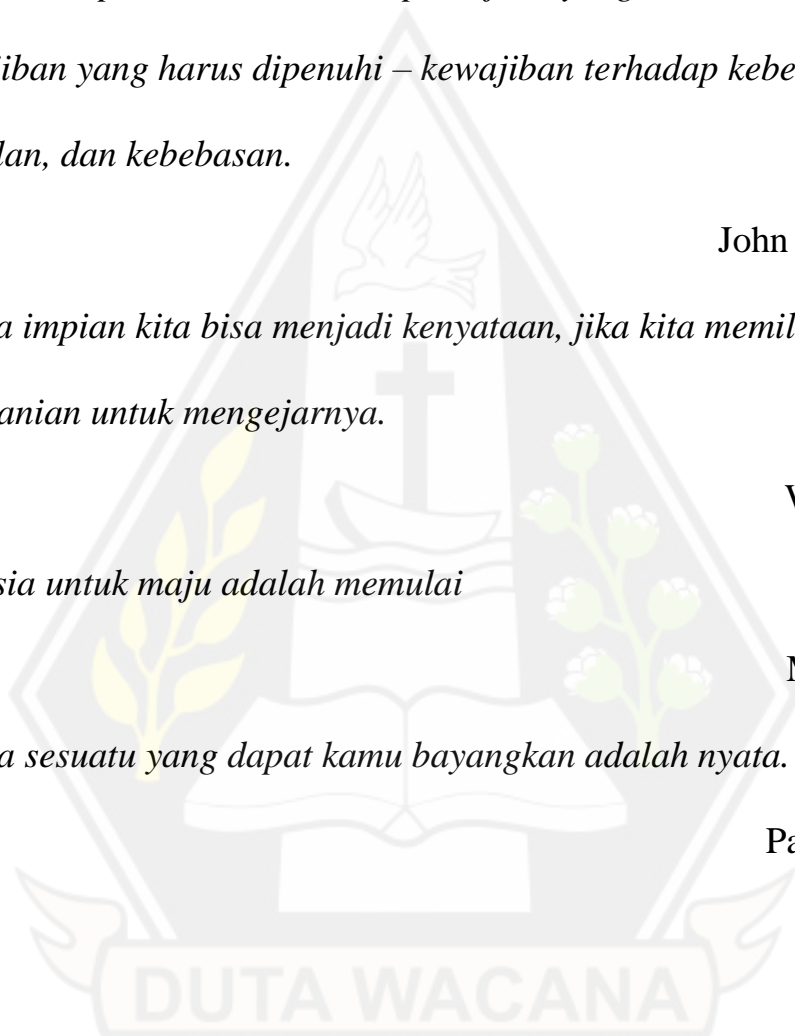 iban yang harus dipenuhi – kewajiban terhadap kebe
lan, dan kebebasan.
John
a impian kita bisa menjadi kenyataan, jika kita memil
anian untuk mengejarnya.
V
sia untuk maju adalah memulai
M
a sesuatu yang dapat kamu bayangkan adalah nyata.
Pa
DUTA WACANA